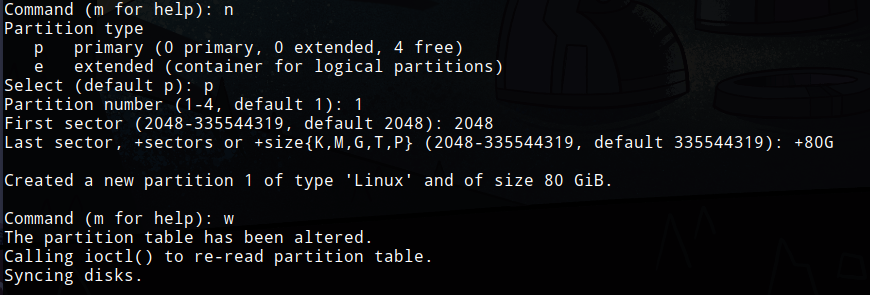 Command (m for help): n
Partition type
   p   primary (0 primary, 0 extended, 4 free)
   e   extended (container for logical partitions)
Select (default p): p
Partition number (1-4, default 1): 1
First sector (2048-335544319, default 2048): 2048
Last sector, +sectors or +size{K,M,G,T,P} (2048-335544319, default 335544319): +80G
Created a new partition 1 of type 'Linux' and of size 80 GiB.
Command (m for help): w
The partition table has been altered.
Calling ioctl() to re-read partition table.
Syncing disks.